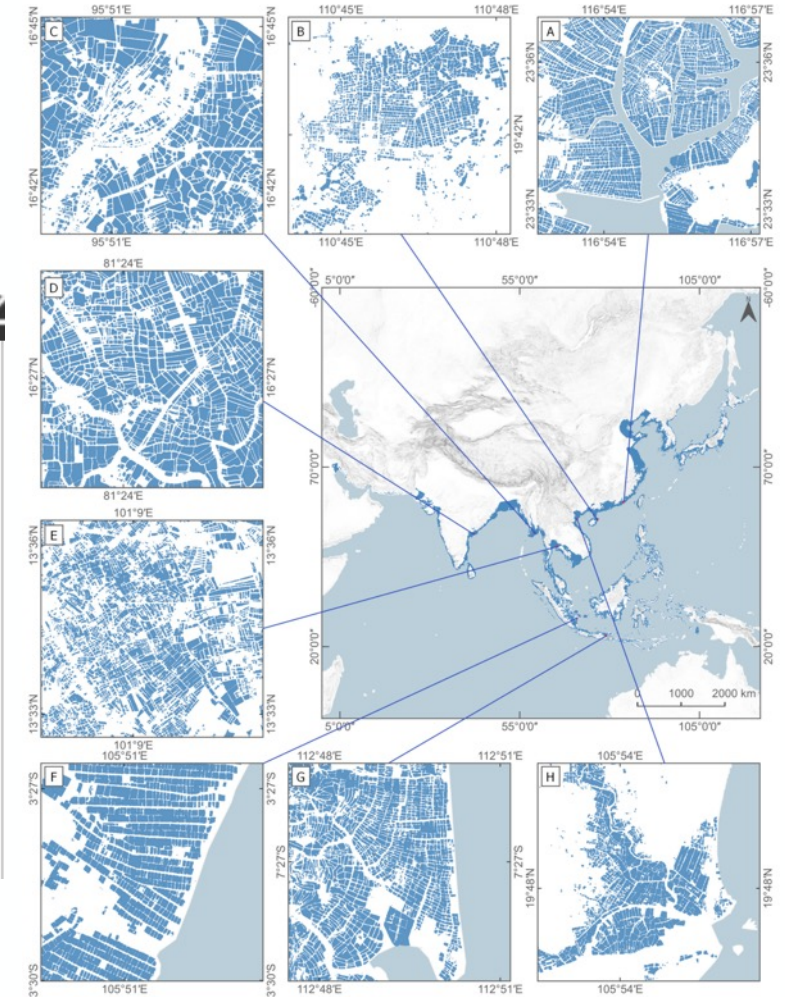 95°51'E
110°45'E 110°48'E
116°54'E 116°57'E
C
B
A
16°45'N
16°45'N
23°36'N
23°36'N
19°42'N
16°42'N
16°42'N
23°33'N
23°33'N
95°51'E
110°45'E 110°48'E
116°54'E 116°57'E
81°24'E
D
16°27'N
16°27'N
81°24'E
5°0'0" 55°0'0" 105°0'0"
-60°0'0"
-60°0'0"
N
70°0'0"
70°0'0"
20°0'0"
20°0'0"
0 1000 2000 km
5°0'0" 55°0'0" 105°0'0"
101°9'E
E
13°36'N
13°36'N
13°33'N
13°33'N
101°9'E
105°51'E
112°48'E 112°51'E
105°54'E
F
G
H
3°27'S
3°27'S
7°27'S
7°27'S
19°48'N
19°48'N
3°30'S
3°30'S
105°51'E
112°48'E 112°51'E
105°54'E